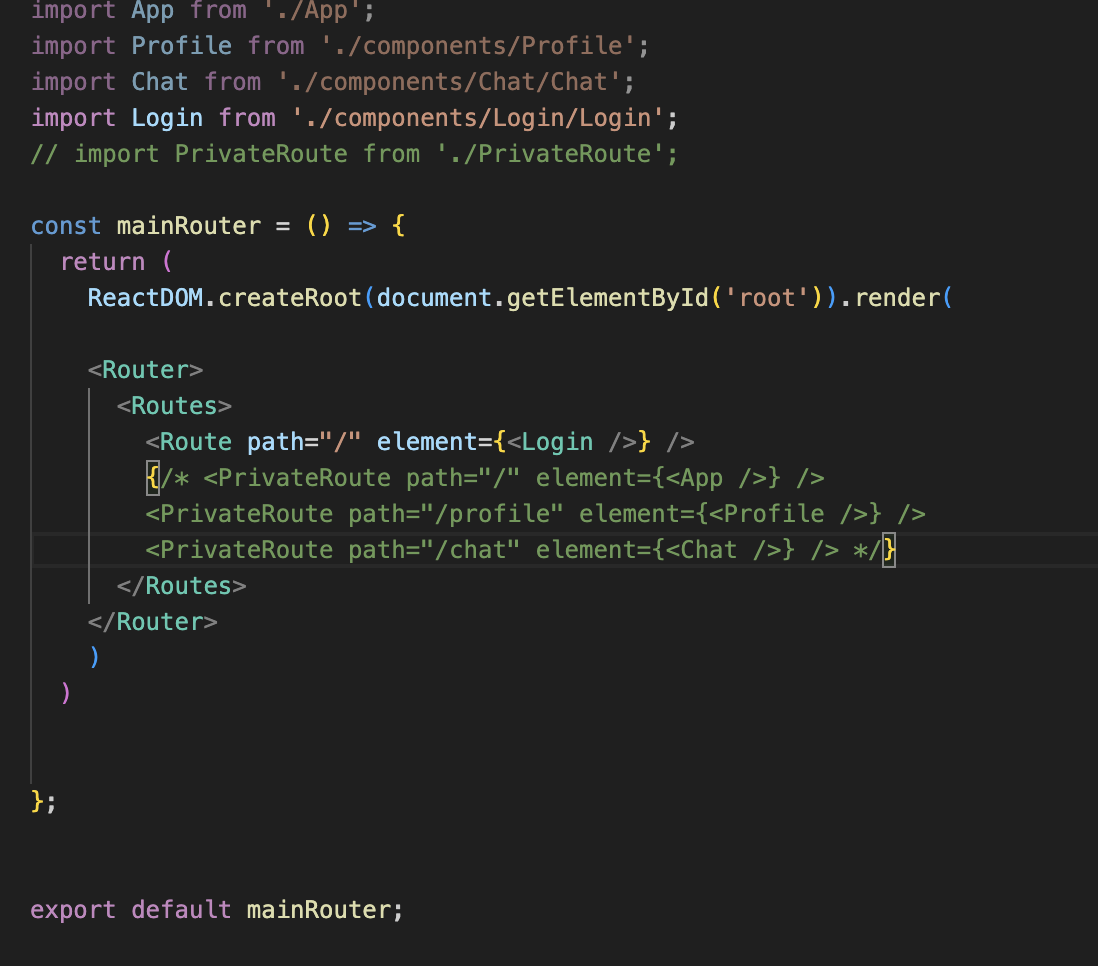 import App from './App';
import Profile from './components/Profile';
import Chat from './components/Chat/Chat';
import Login from './components/Login/Login';
// import PrivateRoute from './PrivateRoute';
const mainRouter = () => {
return (
ReactDOM.createRoot(document.getElementById('root')).render(
<Router>
<Routes>
<Route path="/" element={<Login />} />
{/* <PrivateRoute path="/" element={<App />} />
<PrivateRoute path="/profile" element={<Profile />} />
<PrivateRoute path="/chat" element={<Chat />} /> */}
</Routes>
</Router>
)
)
};
export default mainRouter;